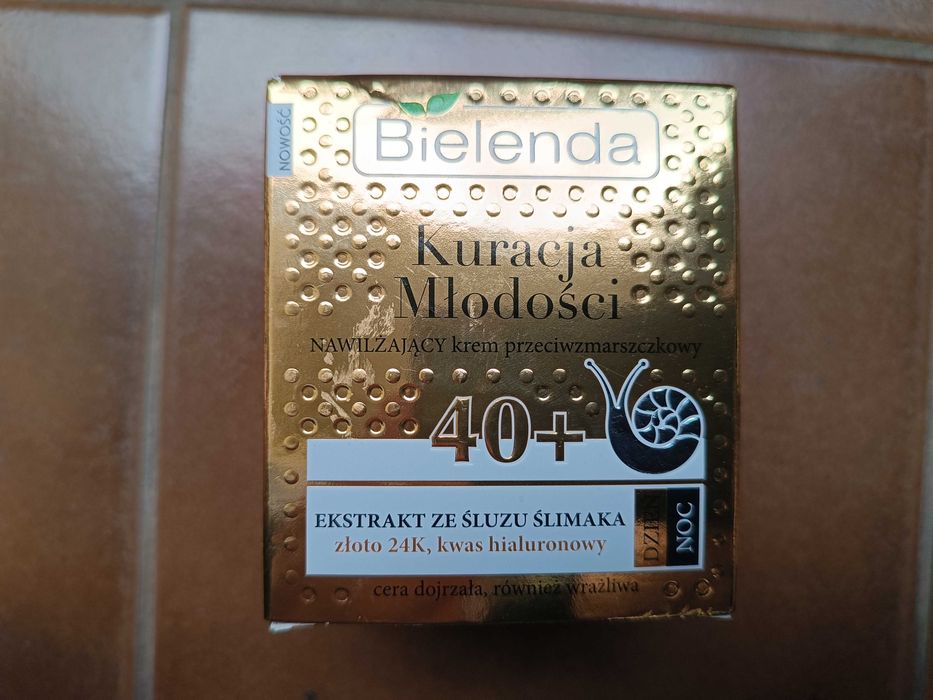 NOWOŚĆ
Bielenda
Kuracja
Młodości
NAWILŻAJĄCY krem przeciwzmarszczkowy
40+
EKSTRAKT ZE ŚLUZU ŚLIMAKA
złoto 24K, kwas hialuronowy
DZIEŃ
NOC
cera dojrzała, również wrażliwa